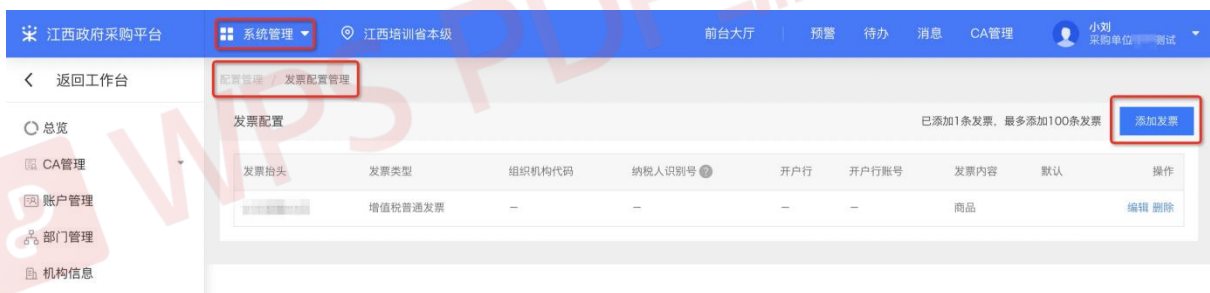 江西政府采购平台 系统管理 江西培训省本级 前台大厅 预警 待办 消息 CA管理 小刘
采购单位 测试
返回工作台 配置管理 / 发票配置管理
总览 发票配置 已添加1条发票，最多添加100条发票 添加发票
CA管理 发票抬头 发票类型 组织机构代码 纳税人识别号 开户行 开户行账号 发票内容 默认 操作
账户管理 增值税普通发票 — — — — 商品 编辑 删除
部门管理
机构信息
WPS PDF